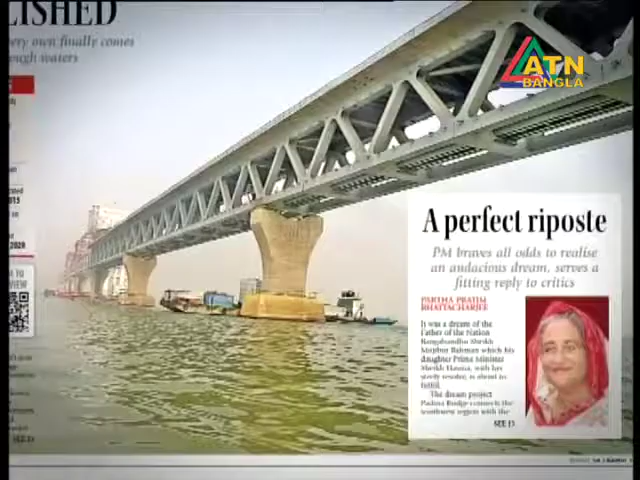 LISHED
ery own finally comes
ough waters
ATN
BANGLA
A perfect riposte
PM braves all odds to realise
an audacious dream, serves a
fitting reply to critics
PARTHA PRATIM
BHATTACHARJEE
It was a dream of the
Father of the Nation
Bangabandhu Sheikh
Mujibur Rahman which his
daughter Prime Minister
Sheikh Hasina, with her
steely resolve, is about to
fulfil.
The dream project
Padma Bridge connects the
southwest region with the